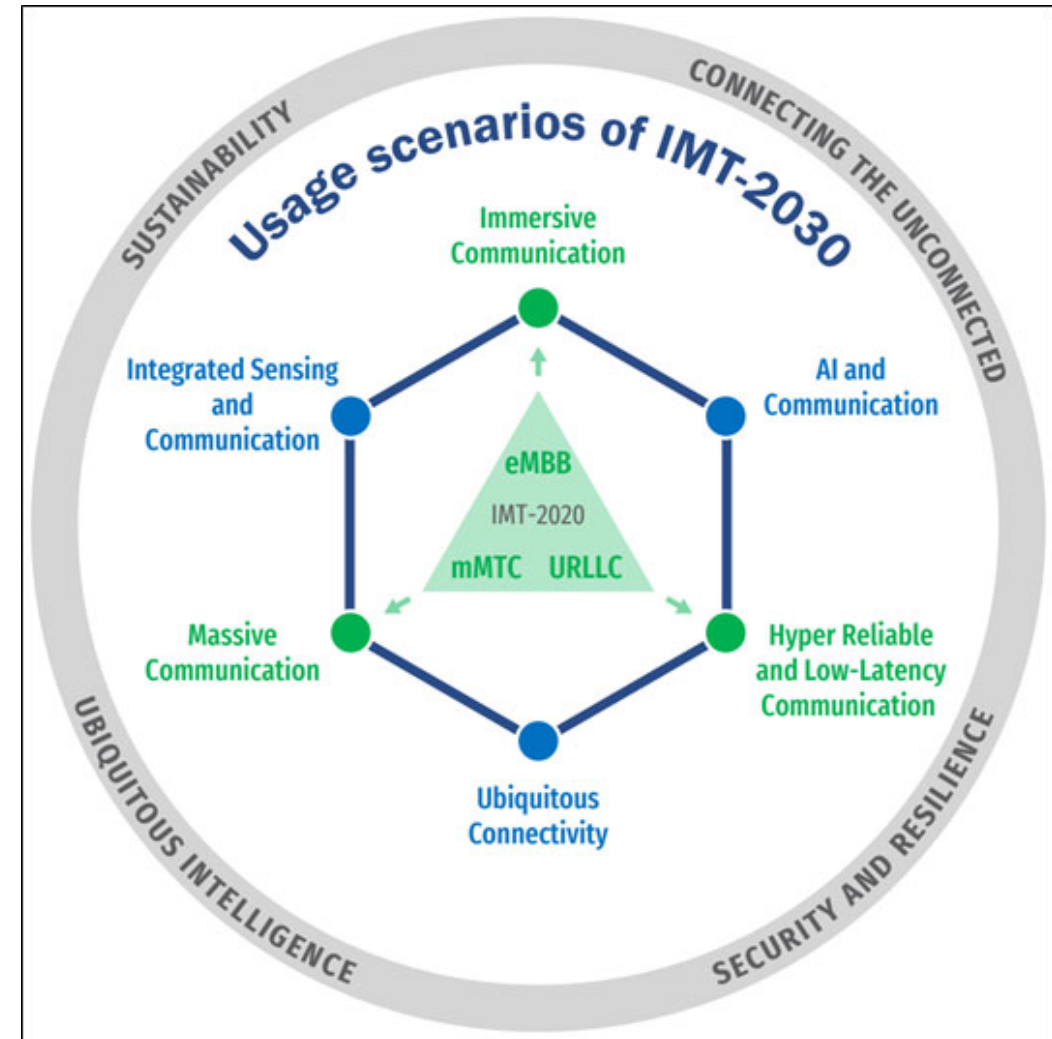 SUSTAINABILITY
CONNECTING THE UNCONNECTED
Usage scenarios of IMT-2030
Immersive
Communication
Integrated Sensing
and
Communication
AI and
Communication
eMBB
IMT-2020
mMTC URLLC
Massive
Communication
Hyper Reliable
and Low-Latency
Communication
Ubiquitous
Connectivity
UBIQUITOUS INTELLIGENCE
SECURITY AND RESILIENCE